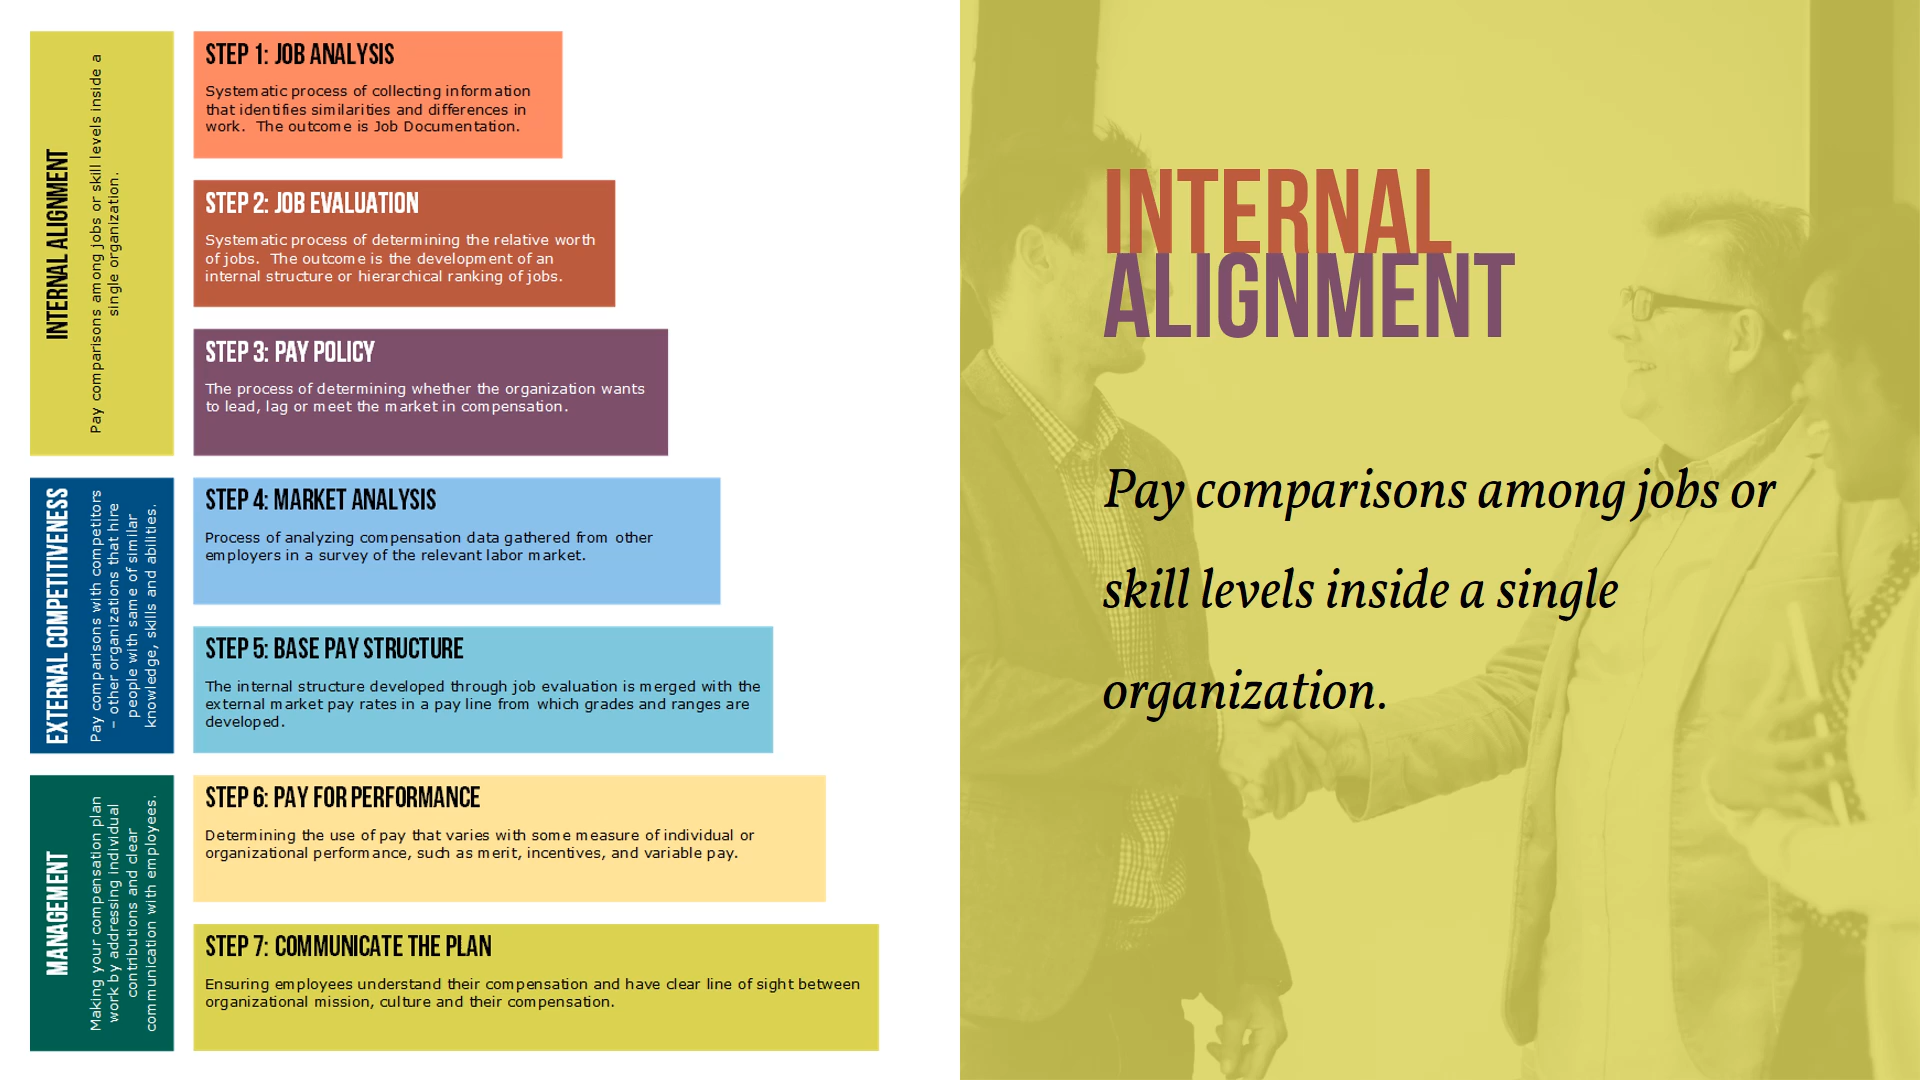 INTERNAL ALIGNMENT
Pay comparisons among jobs or skill levels inside a
single organization.
STEP 1: JOB ANALYSIS
Systematic process of collecting information
that identifies similarities and differences in
work.  The outcome is Job Documentation.
STEP 2: JOB EVALUATION
Systematic process of determining the relative worth
of jobs.  The outcome is the development of an
internal structure or hierarchical ranking of jobs.
STEP 3: PAY POLICY
The process of determining whether the organization wants
to lead, lag or meet the market in compensation.
EXTERNAL COMPETITIVENESS
Pay comparisons with competitors
– other organizations that hire
people with same of similar
knowledge, skills and abilities.
STEP 4: MARKET ANALYSIS
Process of analyzing compensation data gathered from other
employers in a survey of the relevant labor market.
STEP 5: BASE PAY STRUCTURE
The internal structure developed through job evaluation is merged with the
external market pay rates in a pay line from which grades and ranges are
developed.
MANAGEMENT
Making your compensation plan
work by addressing individual
contributions and clear
communication with employees.
STEP 6: PAY FOR PERFORMANCE
Determining the use of pay that varies with some measure of individual or
organizational performance, such as merit, incentives, and variable pay.
STEP 7: COMMUNICATE THE PLAN
Ensuring employees understand their compensation and have clear line of sight between
organizational mission, culture and their compensation.
INTERNAL
ALIGNMENT
Pay comparisons among jobs or
skill levels inside a single
organization.